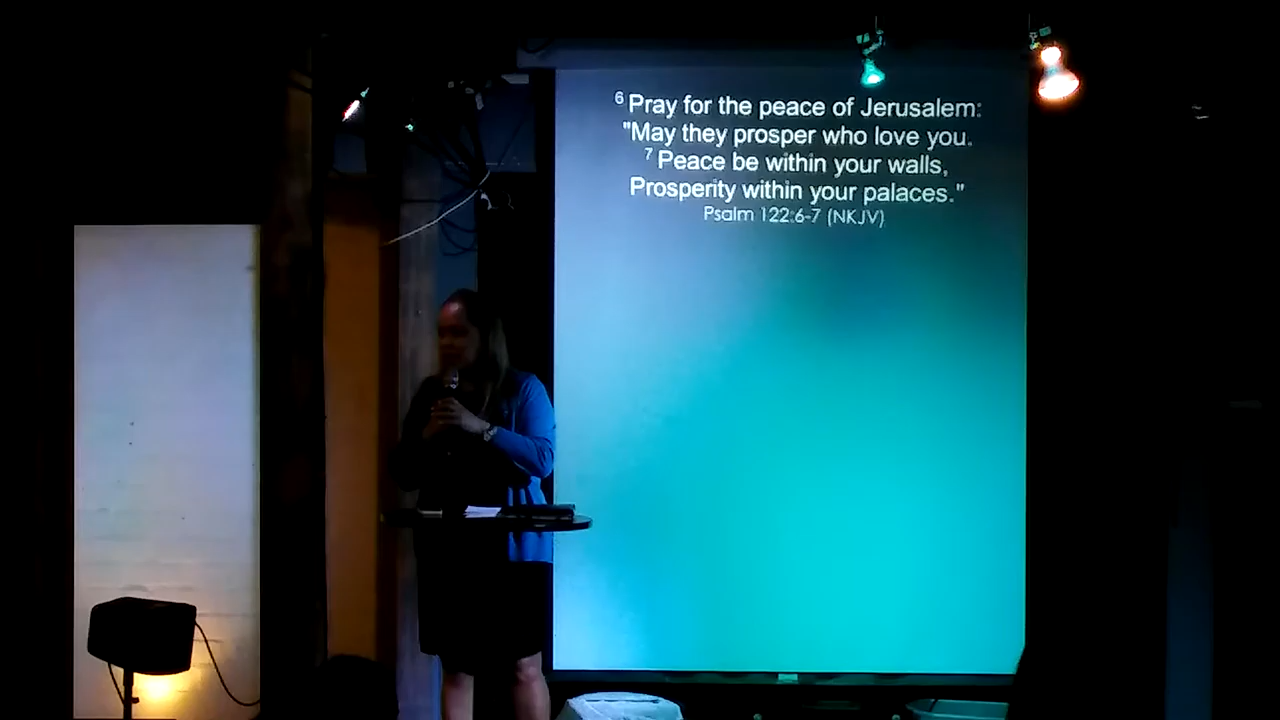 6 Pray for the peace of Jerusalem:
"May they prosper who love you.
7 Peace be within your walls,
Prosperity within your palaces."
Psalm 122:6-7 (NKJV)